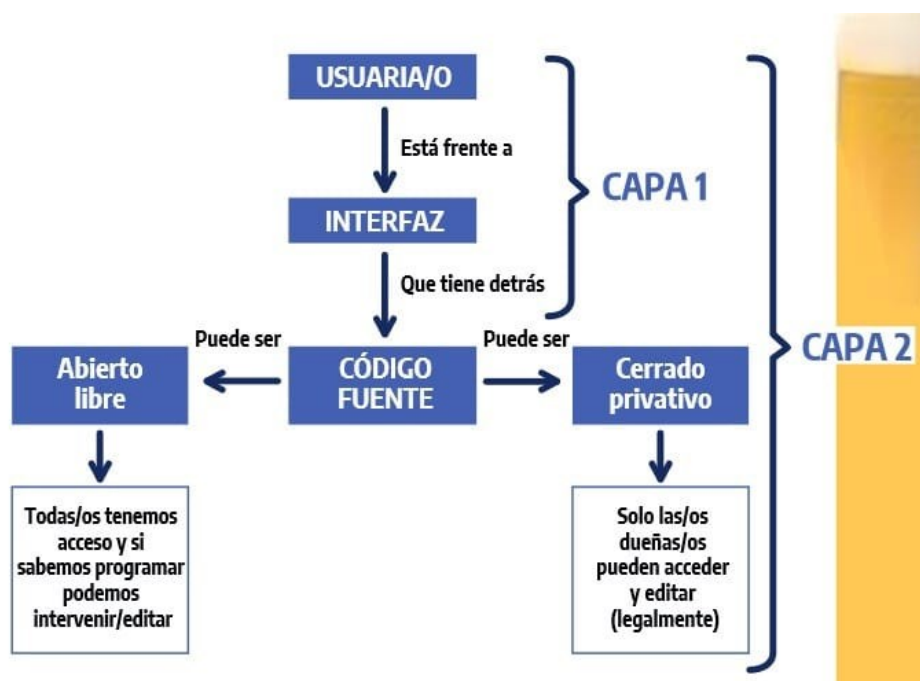 USUARIA/O
Está frente a
CAPA 1
INTERFAZ
Que tiene detrás
Puede ser
Puede ser
CAPA 2
Abierto
libre
CÓDIGO
FUENTE
Cerrado
privativo
Todas/os tenemos
acceso y si
sabemos programar
podemos
intervenir/editar
Solo las/os
dueñas/os
pueden acceder
y editar
(legalmente)